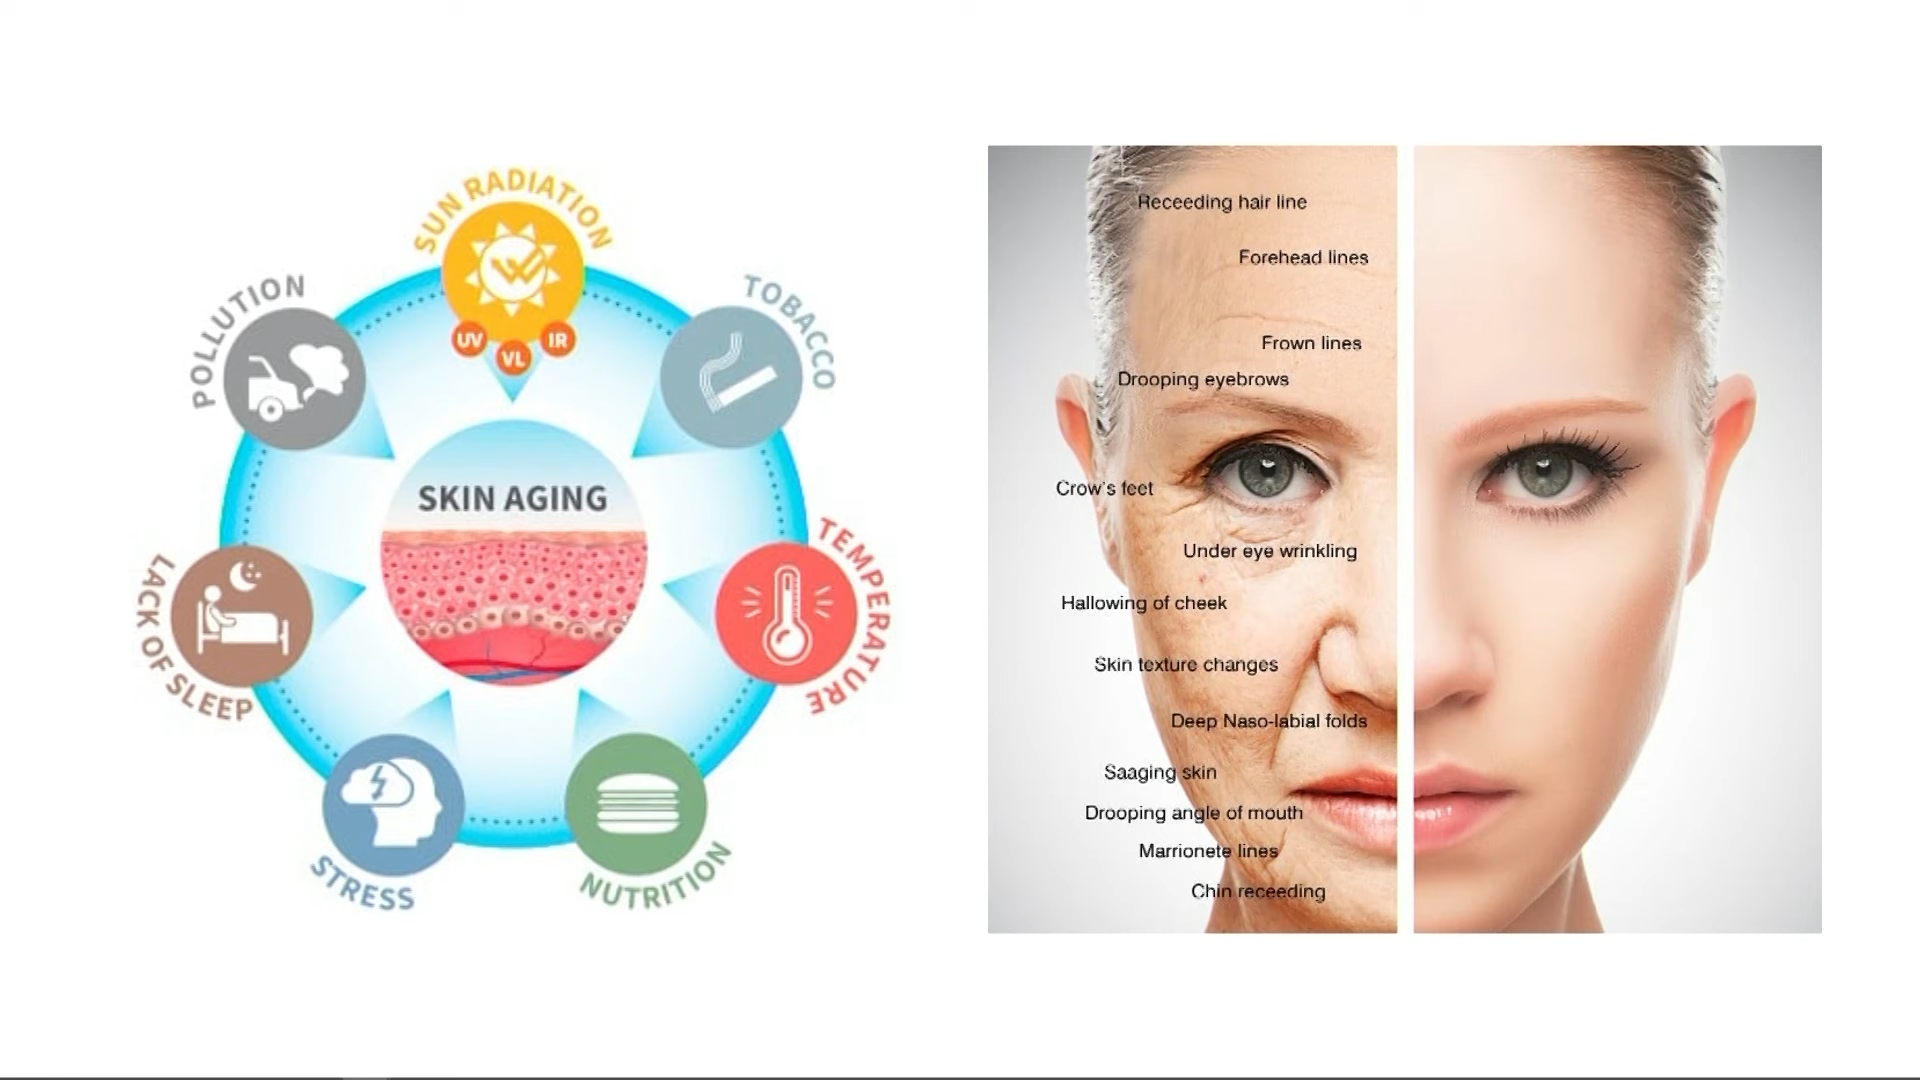 SUN RADIATION
UV
VL
IR
POLLUTION
TOBACCO
SKIN AGING
LACK OF SLEEP
TEMPERATURE
STRESS
NUTRITION
Receeding hair line
Forehead lines
Frown lines
Drooping eyebrows
Crow's feet
Under eye wrinkling
Hallowing of cheek
Skin texture changes
Deep Naso-labial folds
Saaging skin
Drooping angle of mouth
Marrionete lines
Chin receeding